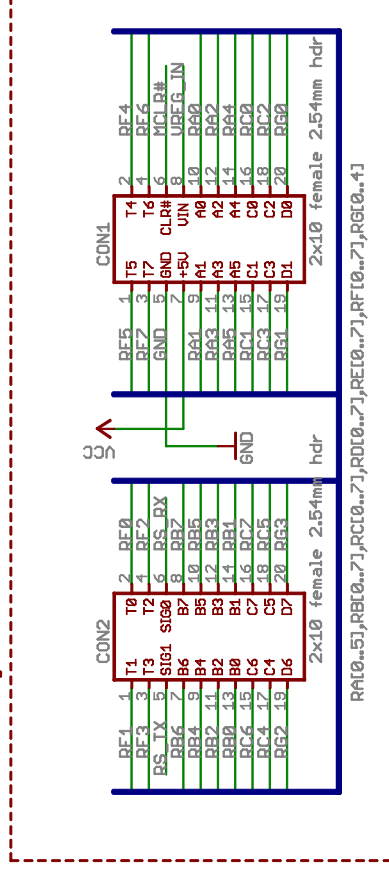 CON1
RF4 2 T4 T5 1 RF5
RF6 4 T6 T7 3 RF7
MCLR# 6 CLR# GND 5 GND
VREG_IN 8 VIN +5V 7
RA0 10 A0 A1 9 RA1
RA2 12 A2 A3 11 RA3
RA4 14 A4 A5 13 RA5
RC0 16 C0 C1 15 RC1
RC2 18 C2 C3 17 RC3
RG0 20 D0 D1 19 RG1
2x10 female 2.54mm hdr
VCC
GND
CON2
RF0 2 T0 T1 1 RF1
RF2 4 T2 T3 3 RF3
RS_RX 6 SIG0 SIG1 5 RS_TX
RB7 8 B7 B6 7 RB6
RB5 10 B5 B4 9 RB4
RB3 12 B3 B2 11 RB2
RB1 14 B1 B0 13 RB0
RC7 16 C7 C6 15 RC6
RC5 18 C5 C4 17 RC4
RG3 20 D7 D6 19 RG2
2x10 female 2.54mm hdr
RA[0..5],RB[0..7],RC[0..7],RD[0..7],RE[0..7],RF[0..7],RG[0..4]